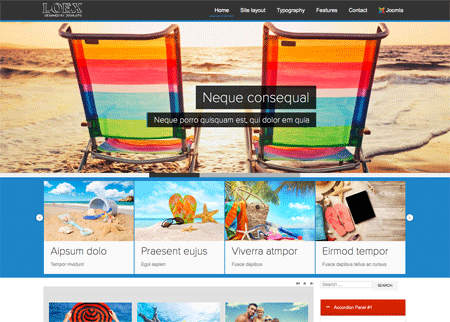 LOEX
DESIGNED BY JOOMLATD
Home Site layout Typography Features Contact Joomla
Neque consequal
Neque porro quisquam est, qui dolor em quia
Aipsum dolo
Tempor invidunt
Praesent eujus
Egol sapien
Viverra atmpor
Fusce dapibus
Eirmod tempor
Fusce dapibus tellus ac cursus
Search ...
SEARCH
Accordion Panel #1